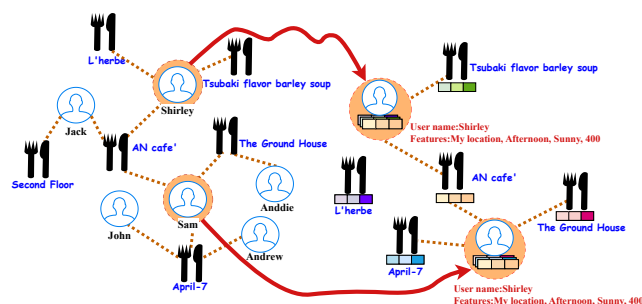 L'herbe
Tsubaki flavor barley soup
Shirley
Jack
AN cafe'
The Ground House
Second Floor
Anddie
Sam
John
Andrew
April-7
Tsubaki flavor barley soup
User name:Shirley
Features:My location, Afternoon, Sunny, 400
AN cafe'
L'herbe
The Ground House
April-7
User name:Shirley
Features:My location, Afternoon, Sunny, 400